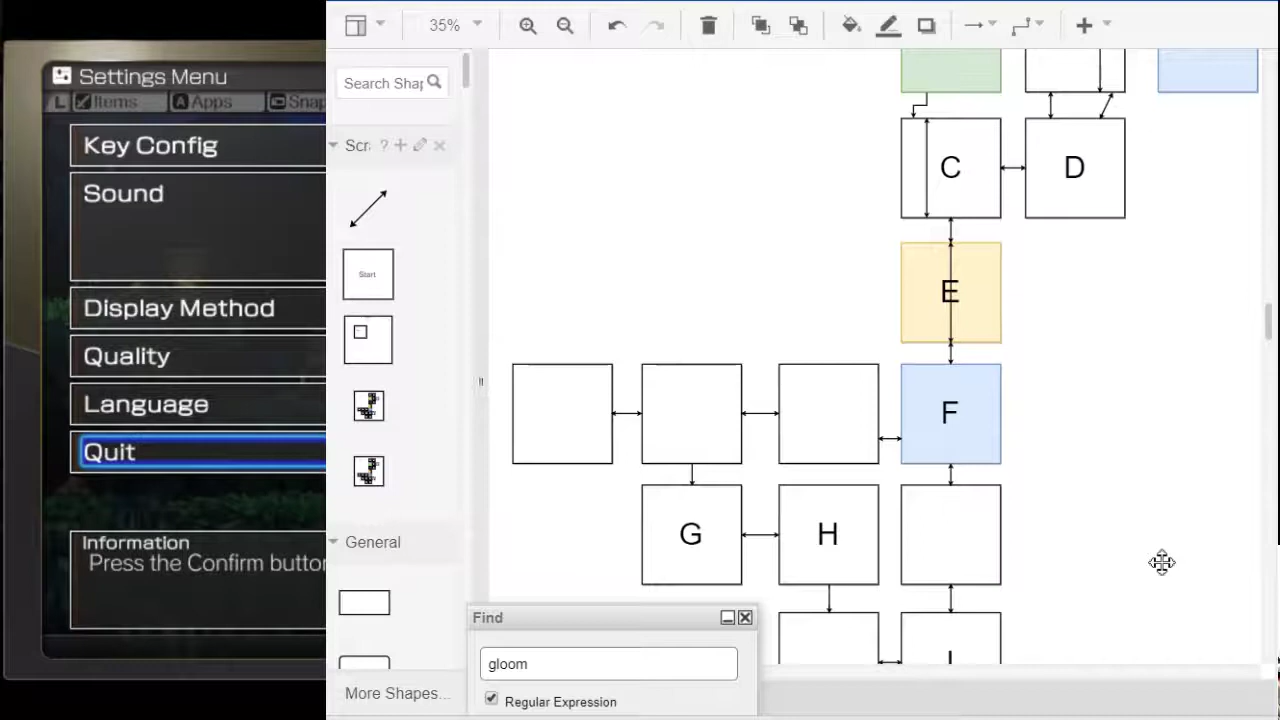 Settings Menu
L Items A Apps Snap
Key Config
Sound
Display Method
Quality
Language
Quit
Information
Press the Confirm button
35%
Search Shap
Scr ? + ×
Start
General
More Shapes...
C D
E
F
G H
Find
gloom
Regular Expression